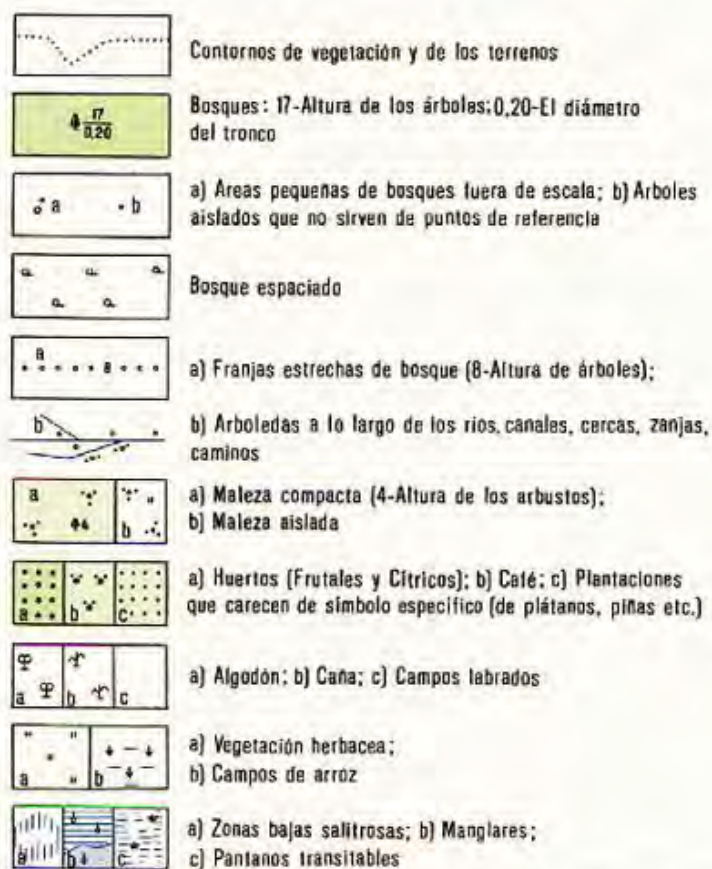 Contornos de vegetación y de los terrenos
4 17
0,20
Bosques: 17-Altura de los árboles;0,20-El diámetro
del tronco
a b
a) Areas pequeñas de bosques fuera de escala; b) Arboles
aislados que no sirven de puntos de referencia
Bosque espaciado
a
8
a) Franjas estrechas de bosque (8-Altura de árboles);
b
b) Arboledas a lo largo de los rios, canales, cercas, zanjas,
caminos
a
4
b
a) Maleza compacta (4-Altura de los arbustos);
b) Maleza aislada
a b c
a) Huertos (Frutales y Cítricos); b) Café; c) Plantaciones
que carecen de símbolo específico (de plátanos, piñas etc.)
a b c
a) Algodón; b) Caña; c) Campos labrados
a b
a) Vegetación herbacea;
b) Campos de arroz
a b c
a) Zonas bajas salitrosas; b) Manglares;
c) Pantanos transitables